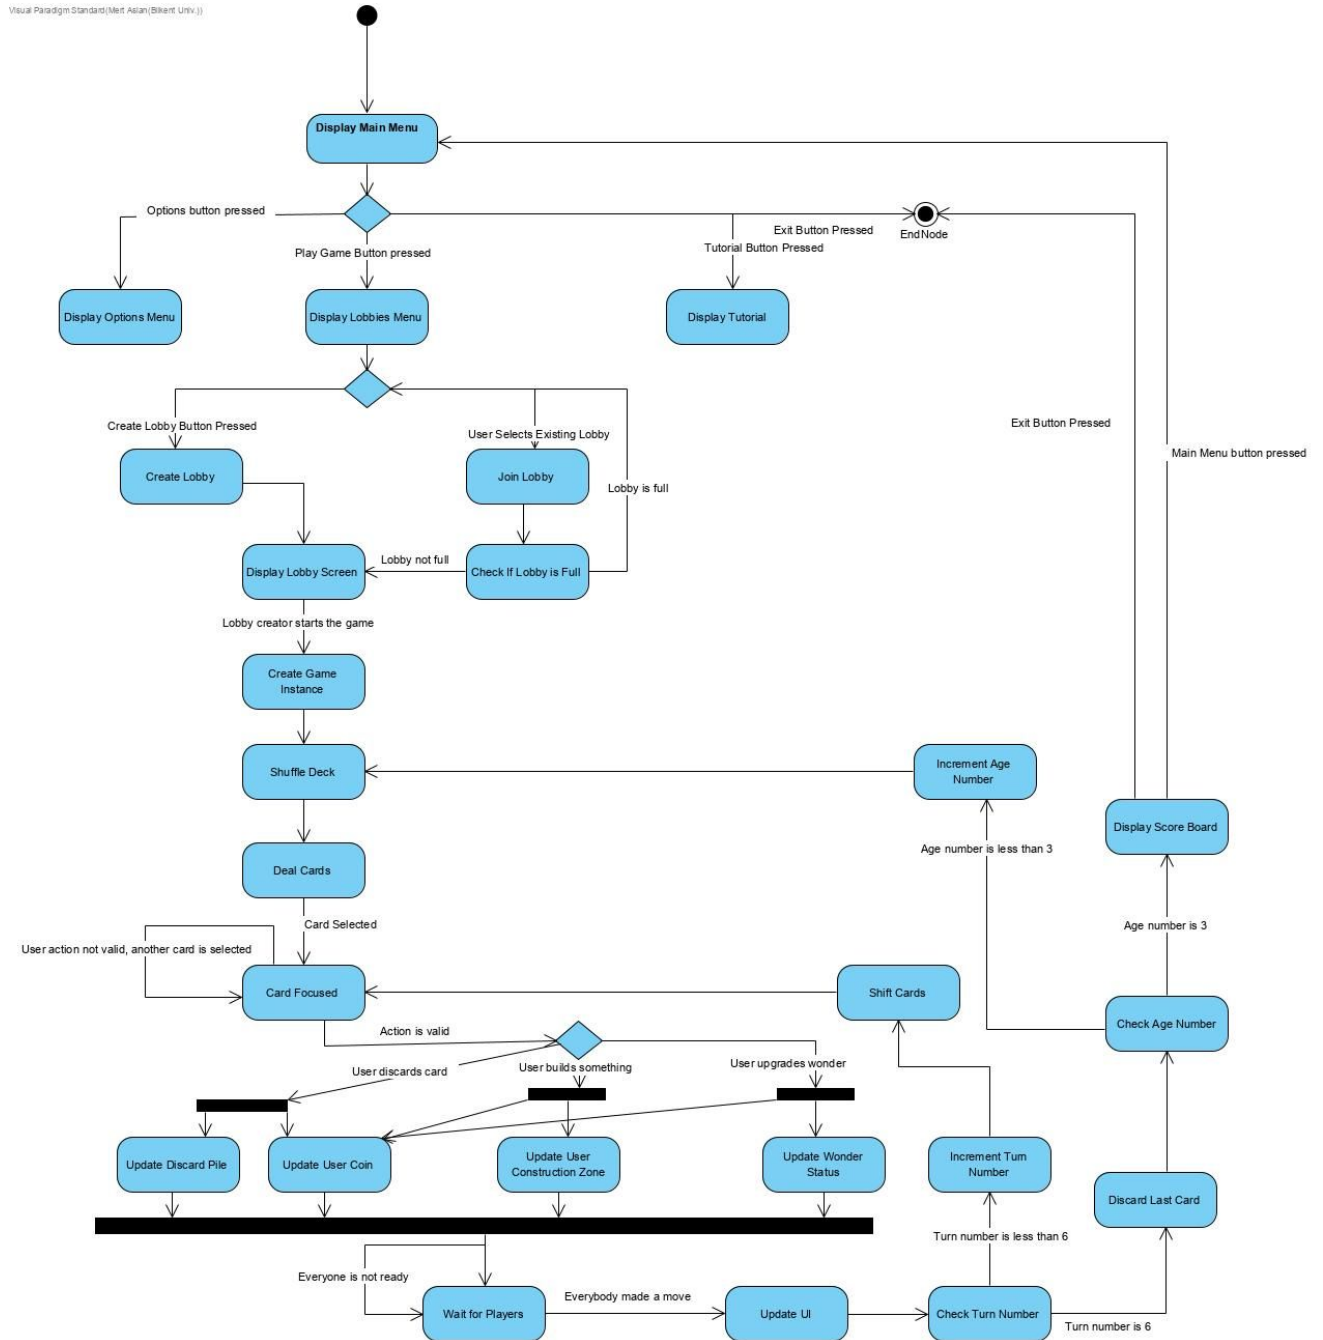 Visual Paradigm Standard(Mert Aslan(Bilkent Univ.))
Display Main Menu
Options button pressed
Exit Button Pressed
EndNode
Play Game Button pressed
Tutorial Button Pressed
Display Options Menu
Display Lobbies Menu
Display Tutorial
Create Lobby Button Pressed
User Selects Existing Lobby
Exit Button Pressed
Main Menu button pressed
Create Lobby
Join Lobby
Lobby is full
Display Lobby Screen
Lobby not full
Check If Lobby is Full
Lobby creator starts the game
Create Game
Instance
Shuffle Deck
Increment Age
Number
Display Score Board
Age number is less than 3
Deal Cards
Card Selected
Age number is 3
User action not valid, another card is selected
Card Focused
Shift Cards
Check Age Number
Action is valid
User discards card
User builds something
User upgrades wonder
Update Discard Pile
Update User Coin
Update User
Construction Zone
Update Wonder
Status
Increment Turn
Number
Discard Last Card
Turn number is less than 6
Everyone is not ready
Wait for Players
Everybody made a move
Update UI
Check Turn Number
Turn number is 6